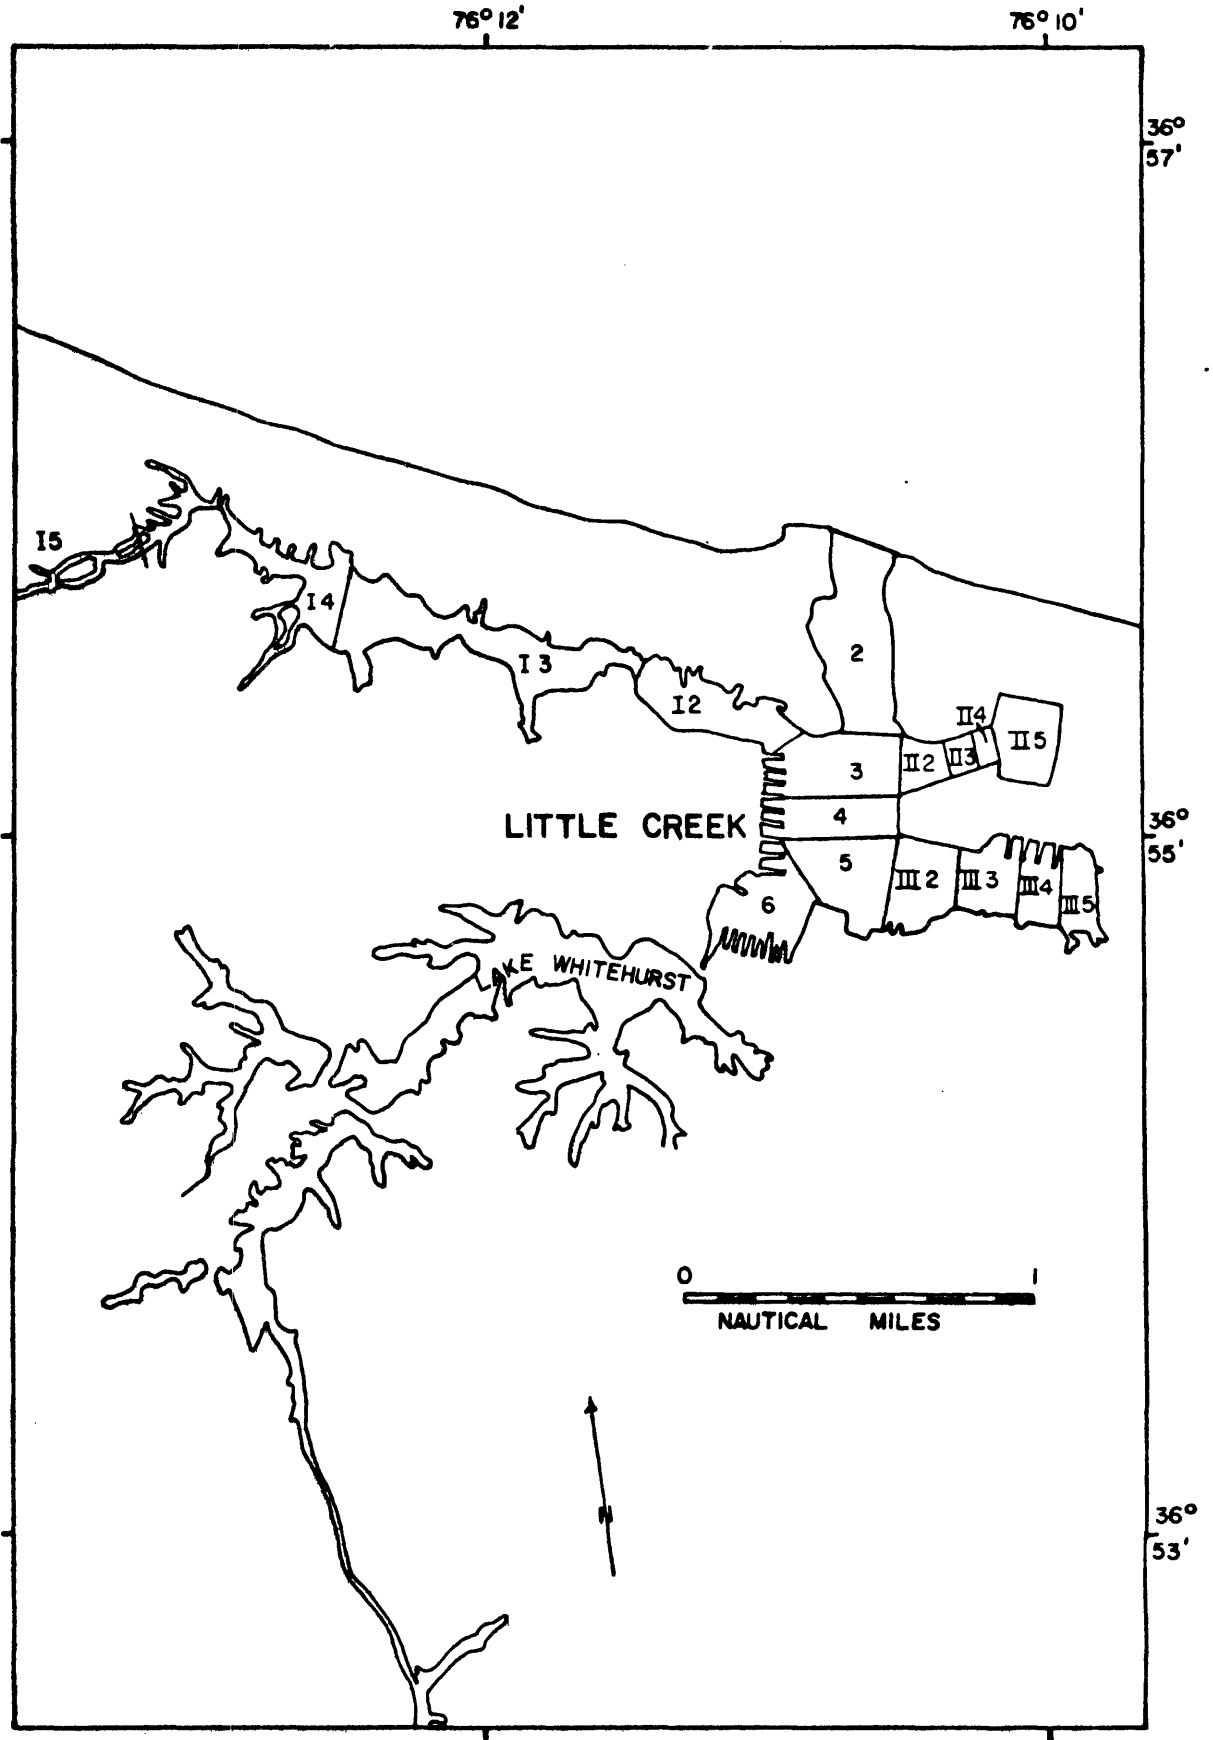 76° 12'
76° 10'
36°
57'
I5
I4
I3
I2
2
II4
II5
II2
II3
3
4
LITTLE CREEK
36°
55'
5
III2
III3
III4
III5
6
AKE WHITEHURST
0 1
NAUTICAL MILES
N
36°
53'